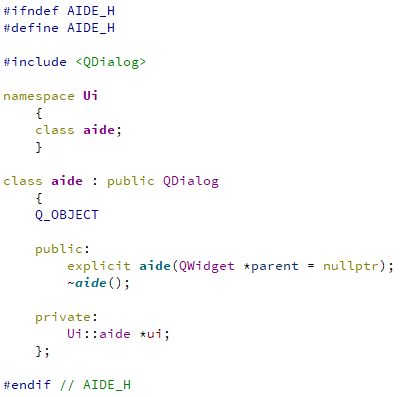 #ifndef AIDE_H
#define AIDE_H

#include <QDialog>

namespace Ui
    {
    class aide;
    }

class aide : public QDialog
    {
    Q_OBJECT

    public:
        explicit aide(QWidget *parent = nullptr);
        ~aide();

    private:
        Ui::aide *ui;
    };

#endif // AIDE_H